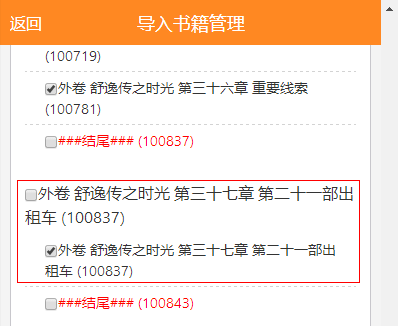 返回 导入书籍管理
(100719)
外卷 舒逸传之时光 第三十六章 重要线索
(100781)
###结尾### (100837)
外卷 舒逸传之时光 第三十七章 第二十一部出
租车 (100837)
外卷 舒逸传之时光 第三十七章 第二十一部出
租车 (100837)
###结尾### (100843)